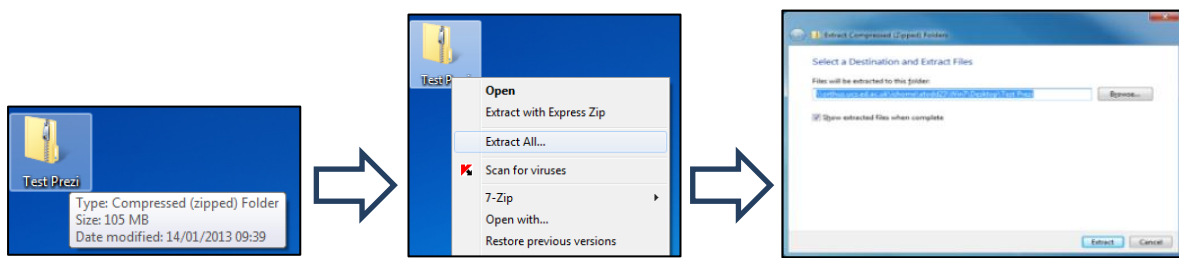 Test Prezi
Type: Compressed (zipped) Folder
Size: 105 MB
Date modified: 14/01/2013 09:39
Test P
Open
Extract with Express Zip
Extract All...
Scan for viruses
7-Zip
Open with...
Restore previous versions
Extract Compressed (Zipped) Folders
Select a Destination and Extract Files
Files will be extracted to this folder:
Browse...
Show extracted files when complete
Extract
Cancel